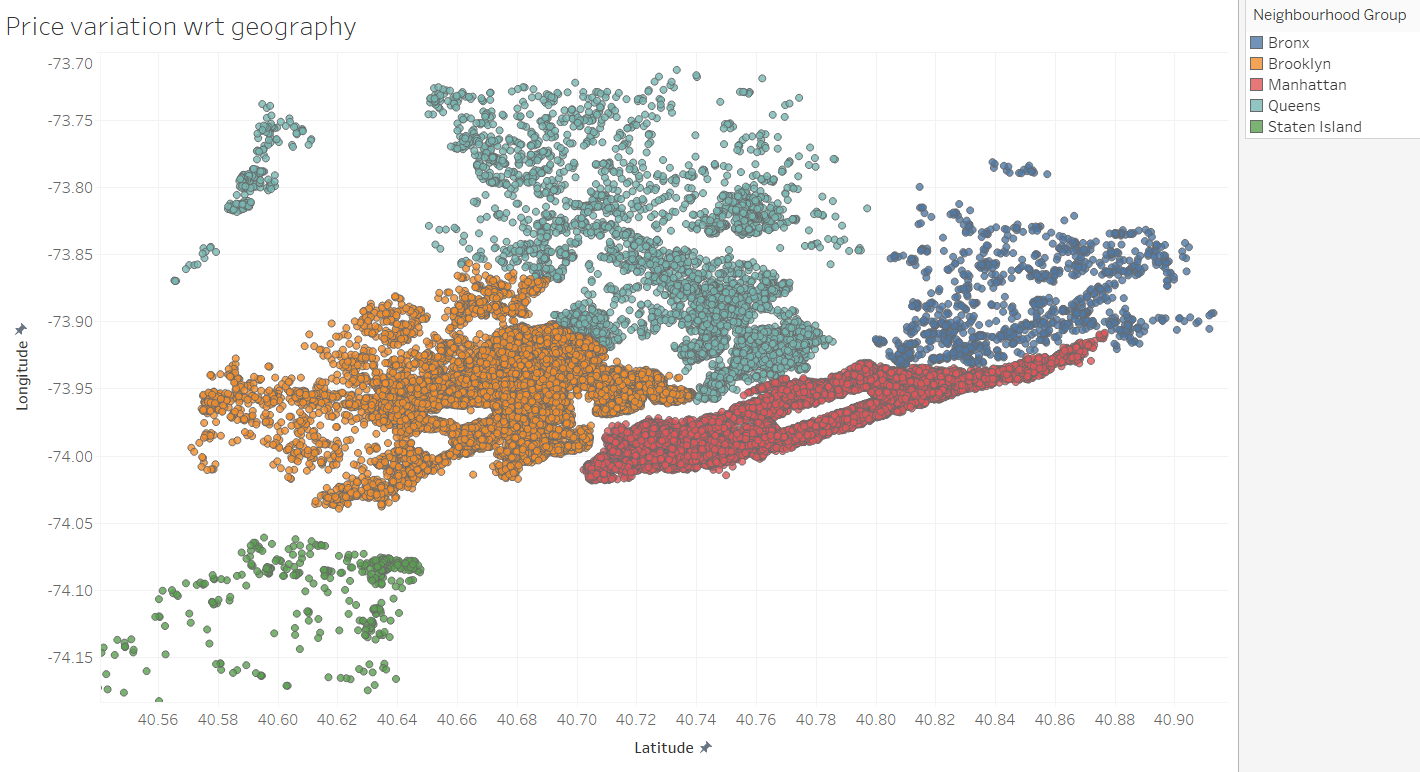 Price variation wrt geography
Neighbourhood Group
Bronx
Brooklyn
Manhattan
Queens
Staten Island
Longitude
-73.70
-73.75
-73.80
-73.85
-73.90
-73.95
-74.00
-74.05
-74.10
-74.15
40.56 40.58 40.60 40.62 40.64 40.66 40.68 40.70 40.72 40.74 40.76 40.78 40.80 40.82 40.84 40.86 40.88 40.90
Latitude